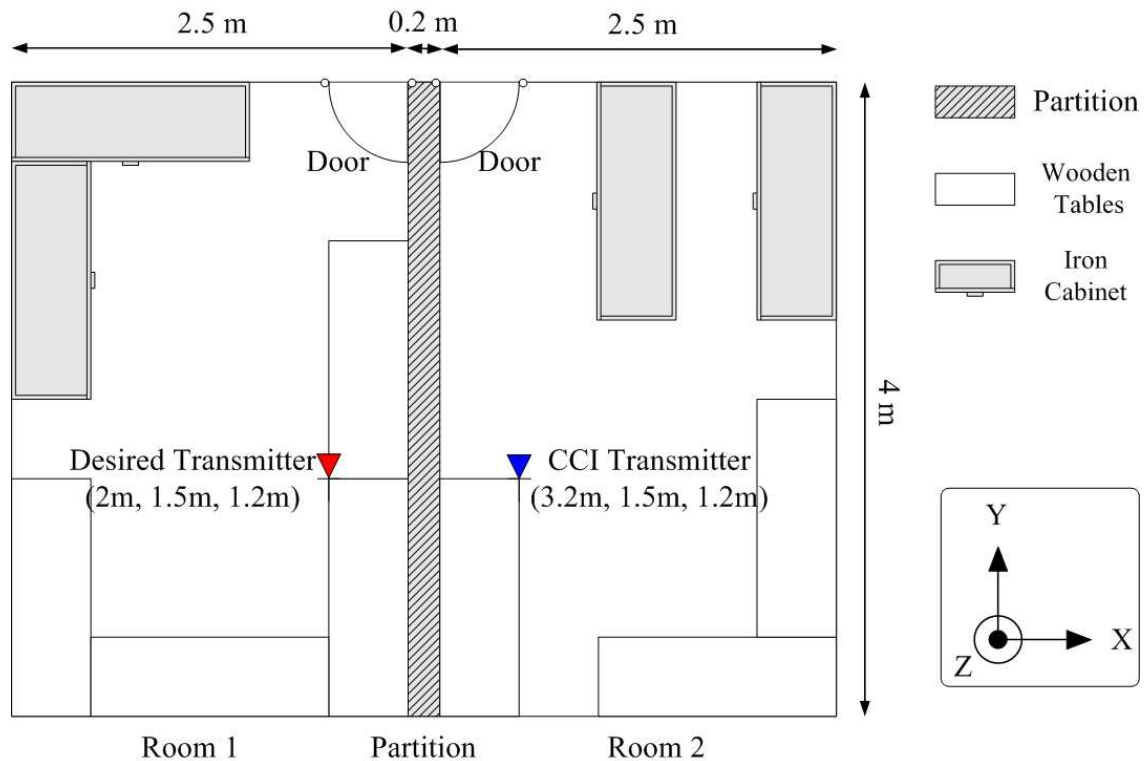 2.5 m
0.2 m
2.5 m
Door
Door
Desired Transmitter
(2m, 1.5m, 1.2m)
CCI Transmitter
(3.2m, 1.5m, 1.2m)
4 m
Room 1
Partition
Room 2
Partition
Wooden
Tables
Iron
Cabinet
Y
X
Z